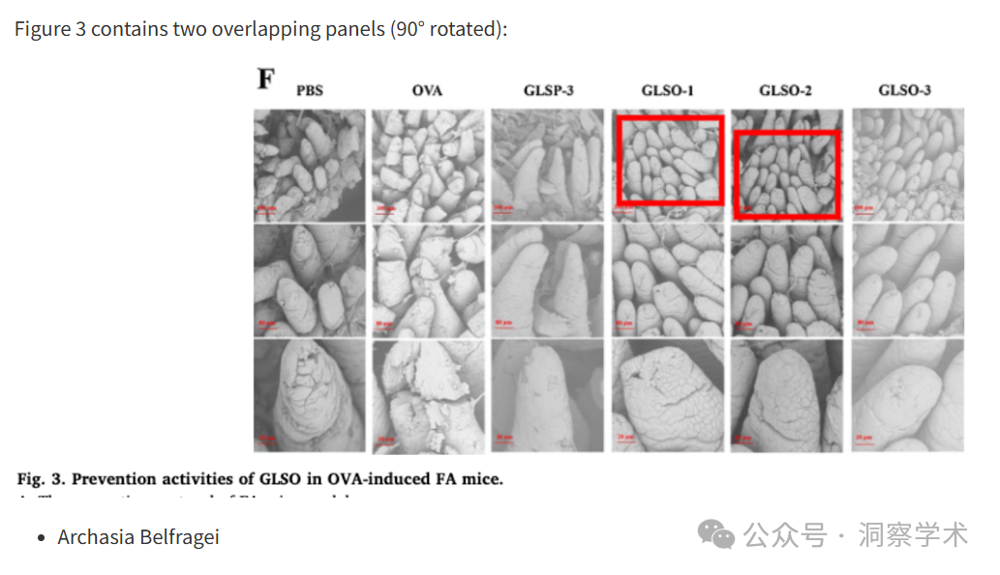 Figure 3 contains two overlapping panels (90° rotated):
F
PBS OVA GLSP-3 GLSO-1 GLSO-2 GLSO-3
Fig. 3. Prevention activities of GLSO in OVA-induced FA mice.
• Archasia Belfragei
公众号 · 洞察学术